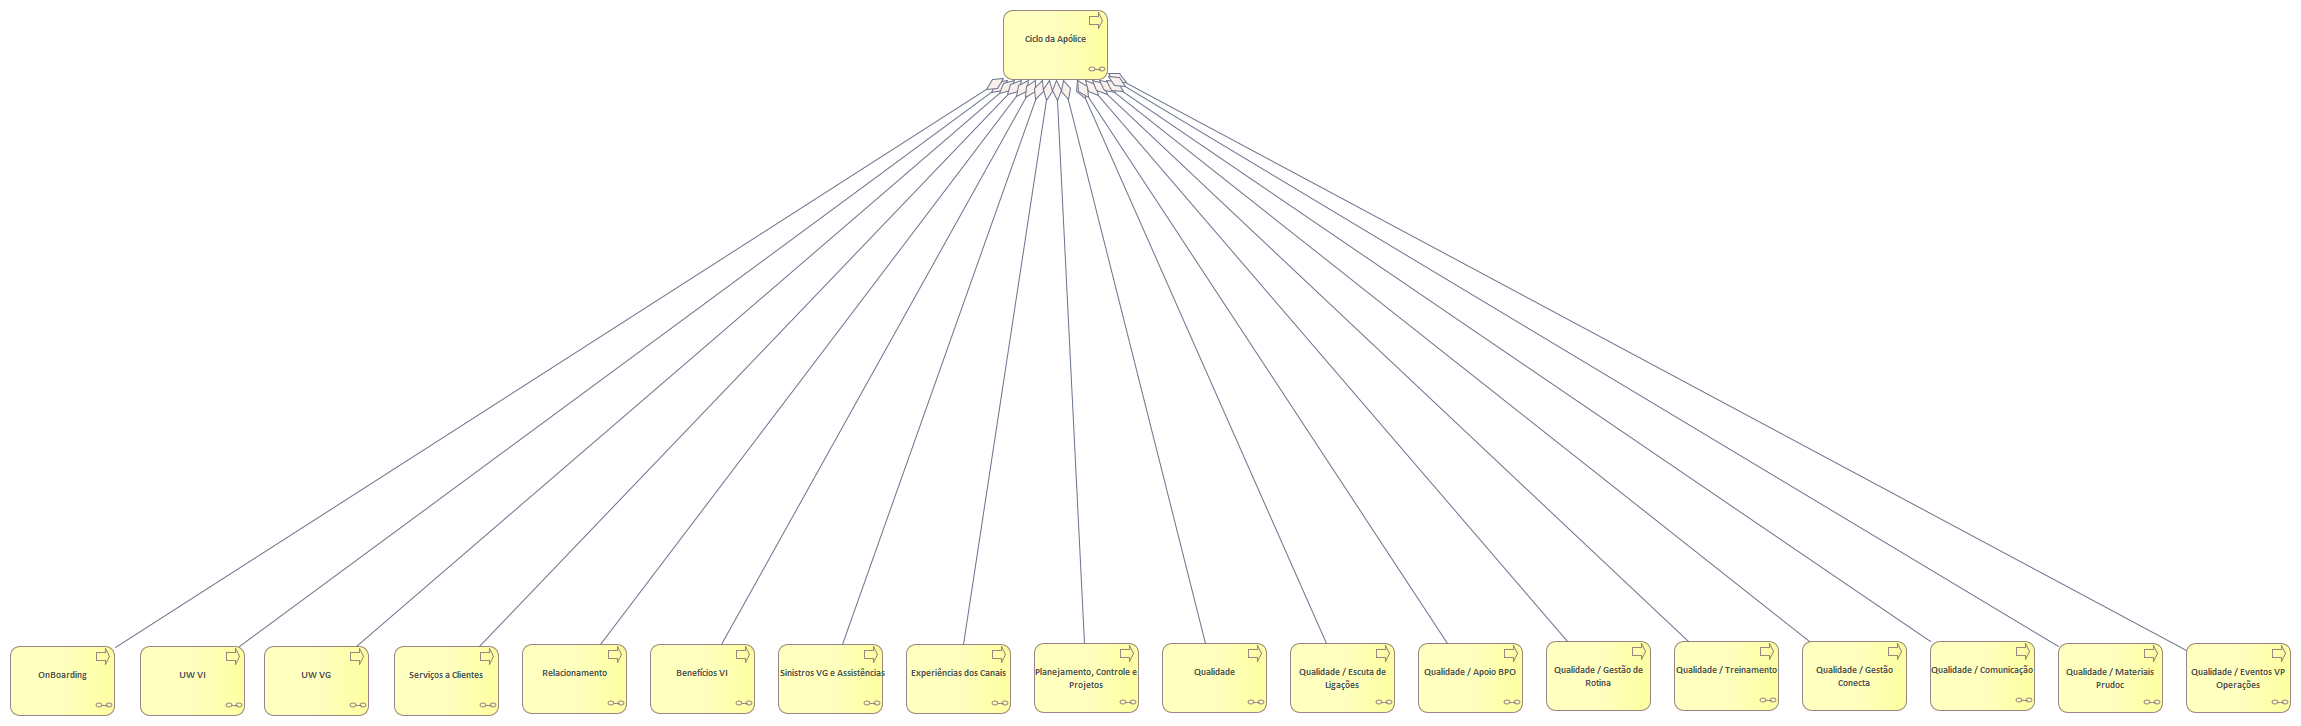 Ciclo da Apólice
OnBoarding
UW VI
UW VG
Serviços a Clientes
Relacionamento
Benefícios VI
Sinistros VG e Assistências
Experiências dos Canais
Planejamento, Controle e
Projetos
Qualidade
Qualidade / Escuta de
Ligações
Qualidade / Apoio BPO
Qualidade / Gestão de
Rotina
Qualidade / Treinamento
Qualidade / Gestão
Conecta
Qualidade / Comunicação
Qualidade / Materiais
Prudoc
Qualidade / Eventos VP
Operações